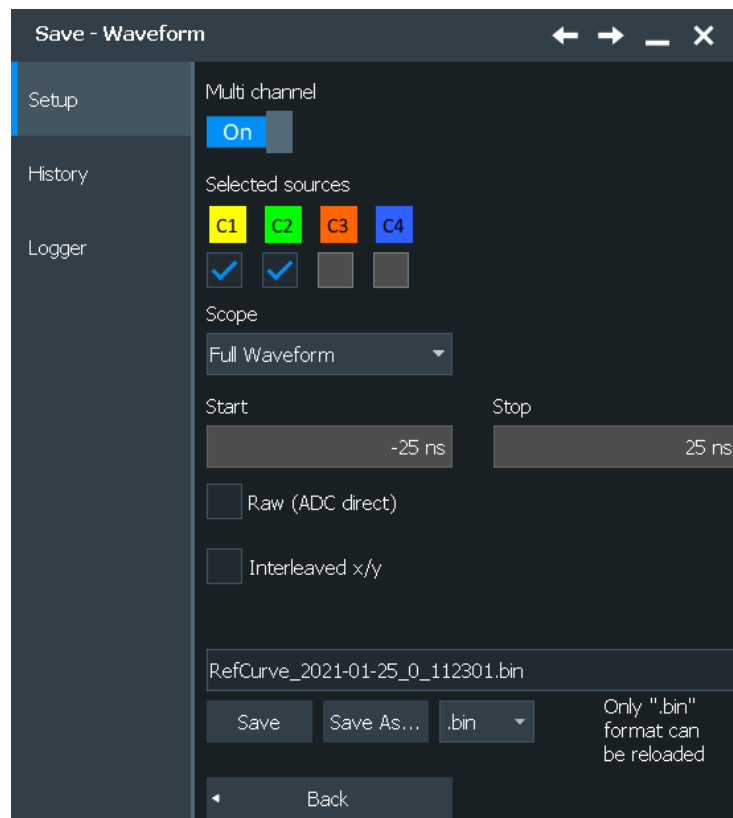 Save - Waveform
Setup
History
Logger
Multi channel
On
Selected sources
C1 C2 C3 C4
Scope
Full Waveform
Start Stop
-25 ns 25 ns
Raw (ADC direct)
Interleaved x/y
RefCurve_2021-01-25_0_112301.bin
Save Save As... .bin
Only ".bin"
format can
be reloaded
Back